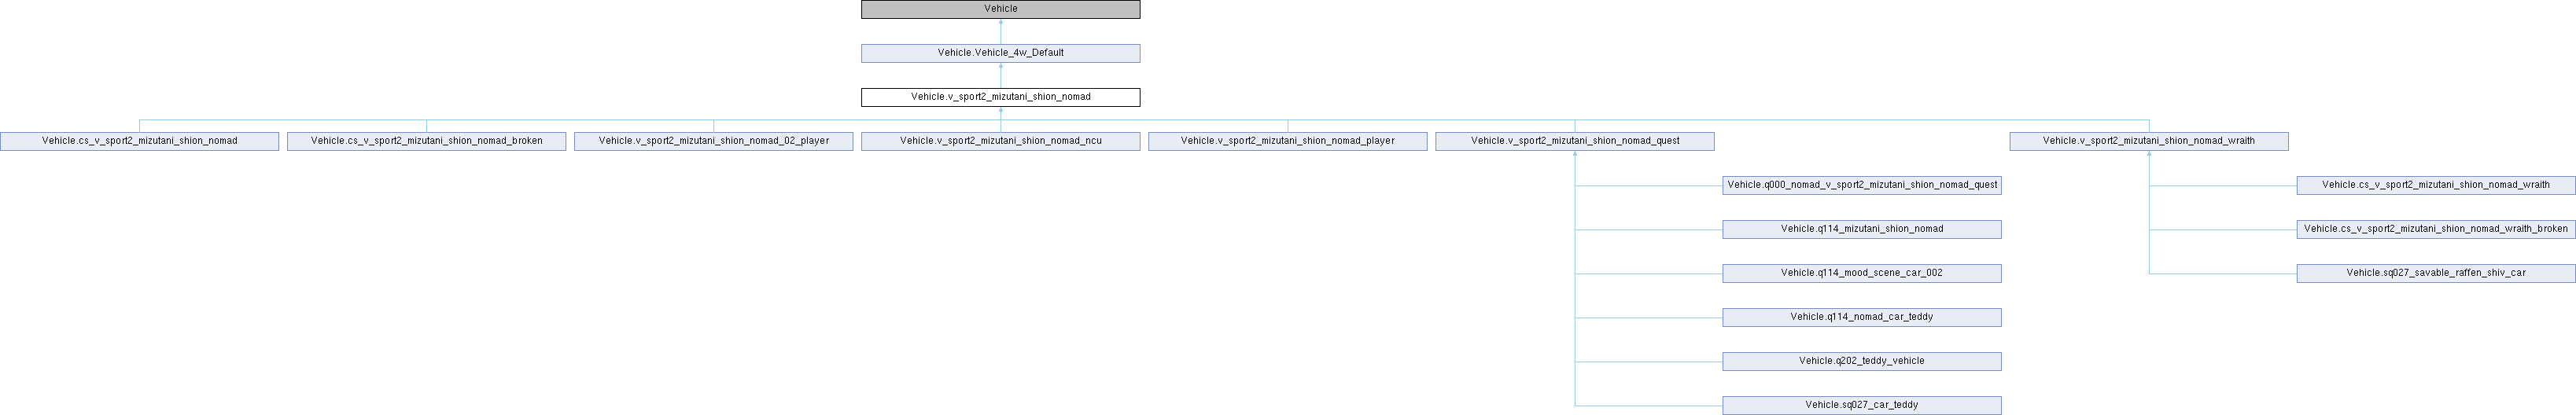 Vehicle
Vehicle.Vehicle_4w_Default
Vehicle.v_sport2_mizutani_shion_nomad
Vehicle.cs_v_sport2_mizutani_shion_nomad
Vehicle.cs_v_sport2_mizutani_shion_nomad_broken
Vehicle.v_sport2_mizutani_shion_nomad_02_player
Vehicle.v_sport2_mizutani_shion_nomad_ncu
Vehicle.v_sport2_mizutani_shion_nomad_player
Vehicle.v_sport2_mizutani_shion_nomad_quest
Vehicle.v_sport2_mizutani_shion_nomad_wraith
Vehicle.q000_nomad_v_sport2_mizutani_shion_nomad_quest
Vehicle.cs_v_sport2_mizutani_shion_nomad_wraith
Vehicle.q114_mizutani_shion_nomad
Vehicle.cs_v_sport2_mizutani_shion_nomad_wraith_broken
Vehicle.q114_mood_scene_car_002
Vehicle.sq027_savable_raffen_shiv_car
Vehicle.q114_nomad_car_teddy
Vehicle.q202_teddy_vehicle
Vehicle.sq027_car_teddy